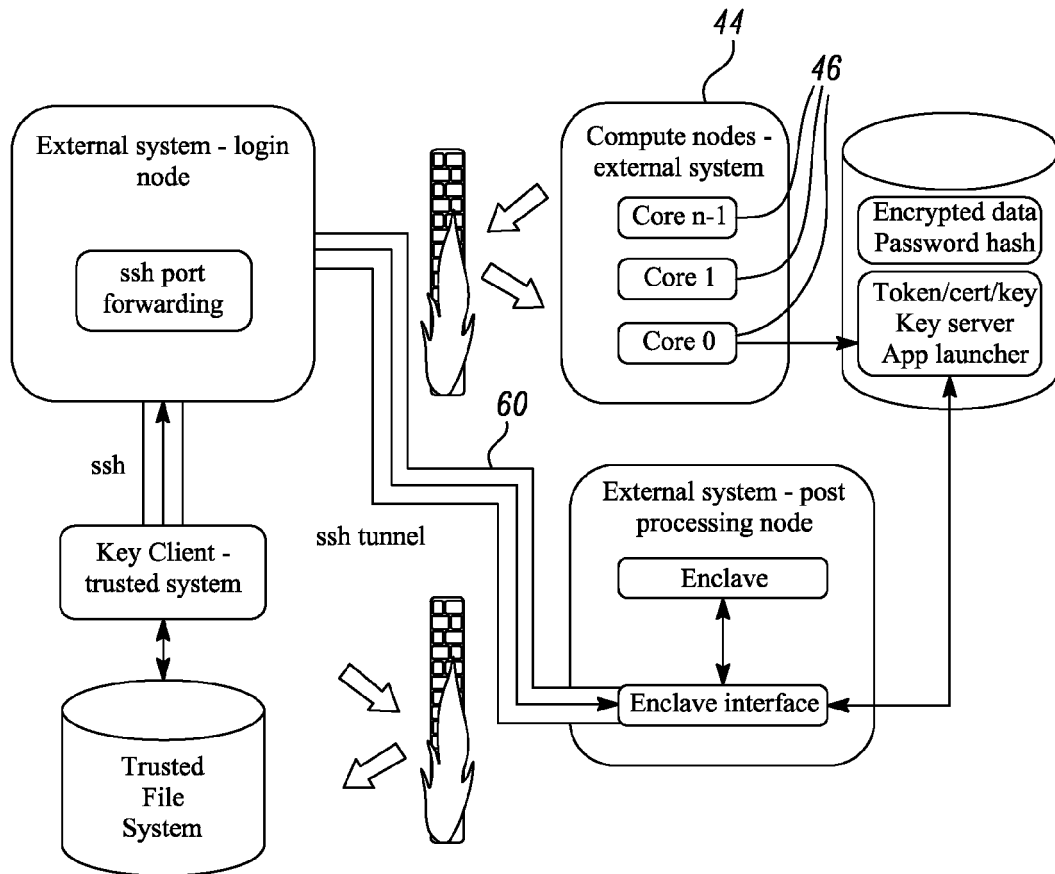 44
46
External system - login
node
ssh port
forwarding
Compute nodes -
external system
Core n-1
Core 1
Core 0
Encrypted data
Password hash
Token/cert/key
Key server
App launcher
60
ssh
ssh tunnel
Key Client -
trusted system
Trusted
File
System
External system - post
processing node
Enclave
Enclave interface